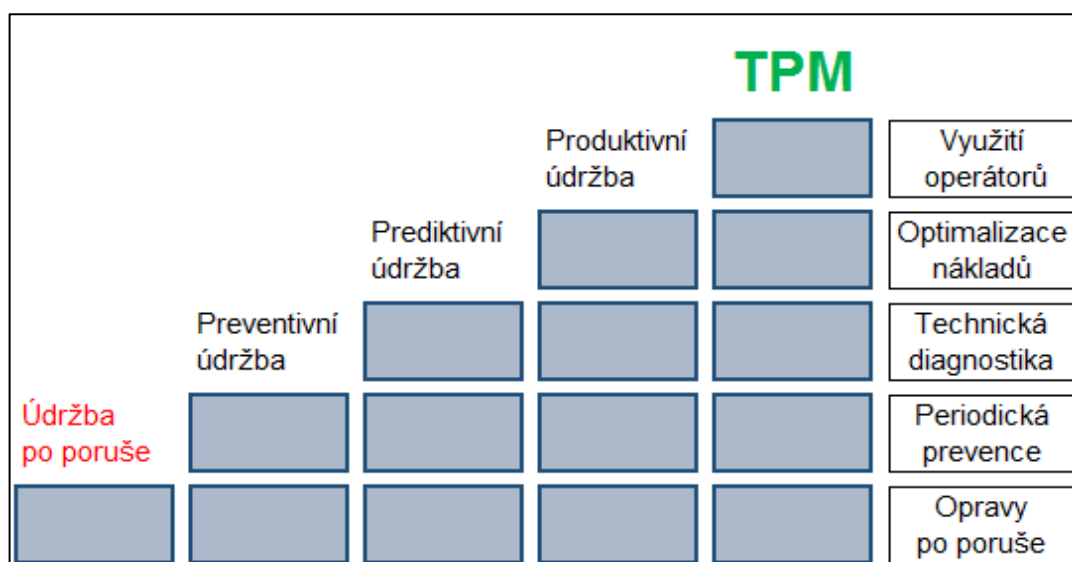 TPM
Produktivní
údržba
Využití
operátorů
Prediktivní
údržba
Optimalizace
nákladů
Preventivní
údržba
Technická
diagnostika
Údržba
po poruše
Periodická
prevence
Opravy
po poruše